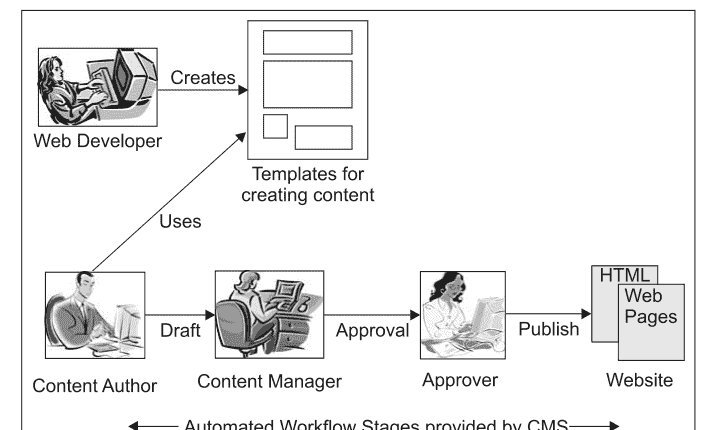 Creates
Web Developer
Templates for
creating content
Uses
HTML
Web
Pages
Draft
Approval
Publish
Content Author
Content Manager
Approver
Website
Automated Workflow Stages provided by CMS